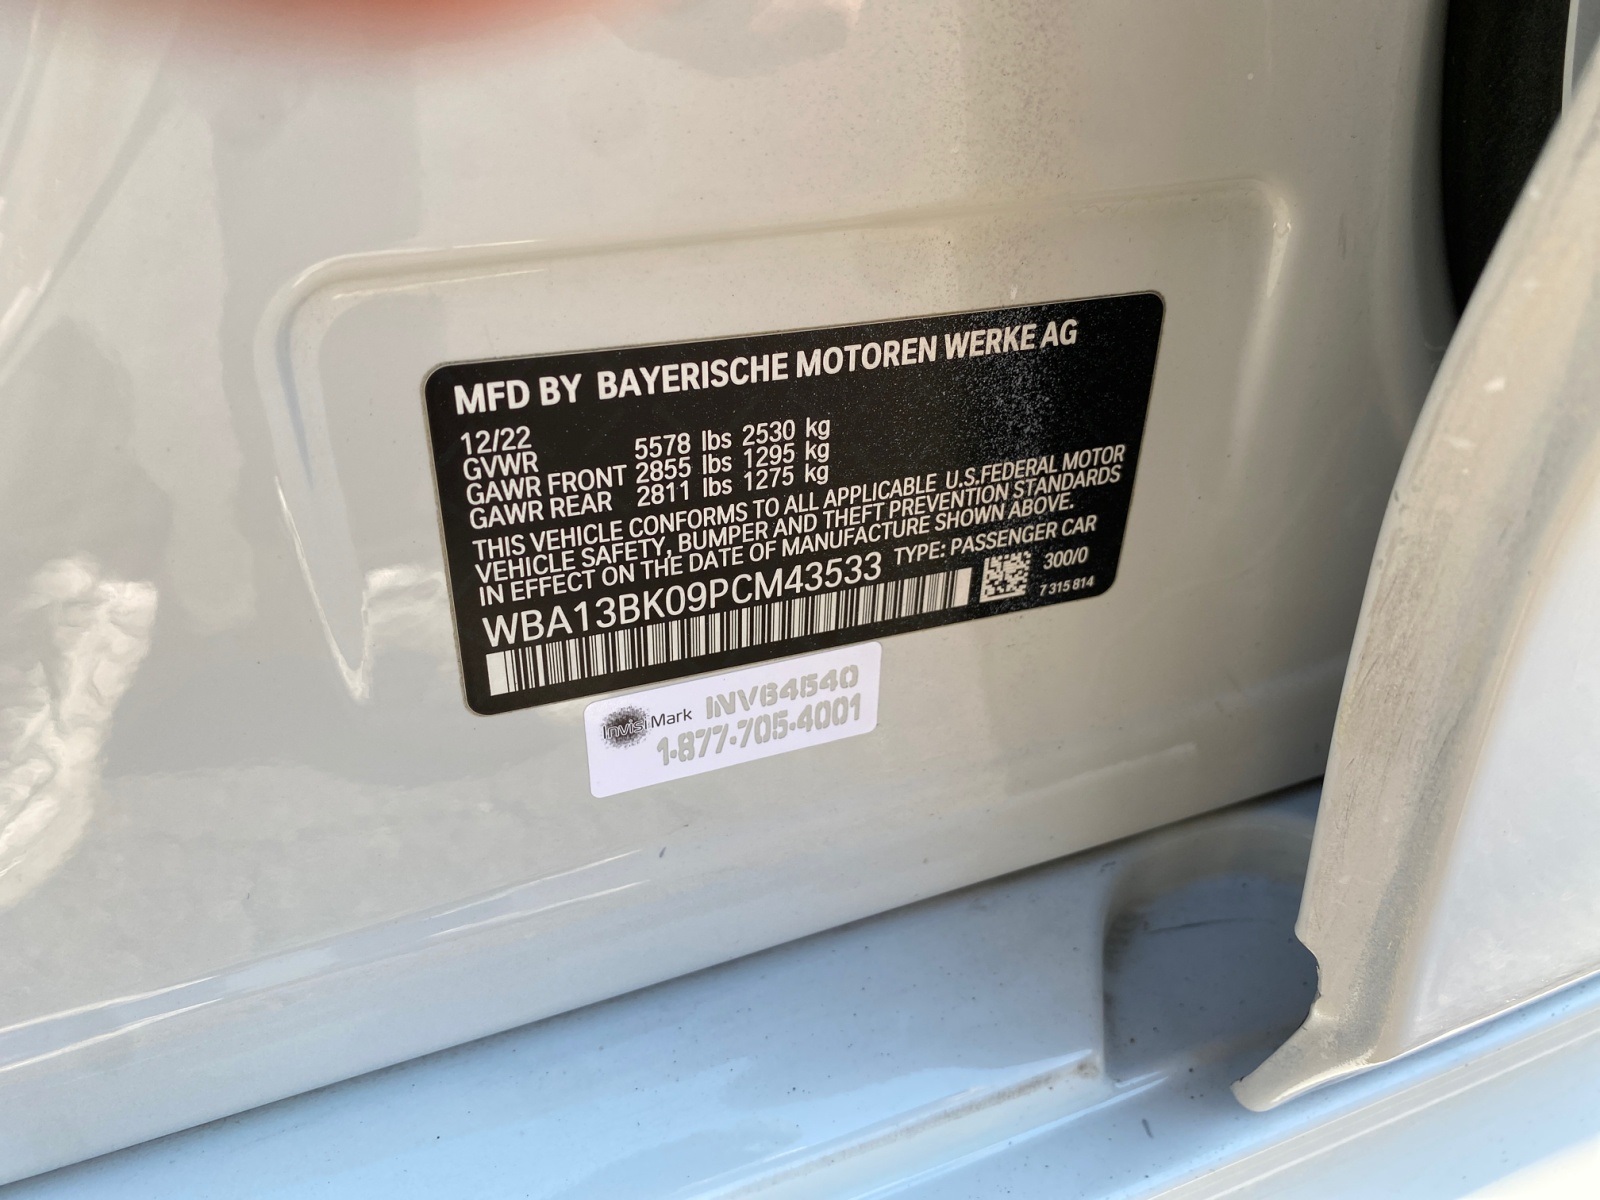 MFD BY BAYERISCHE MOTOREN WERKE AG
12/22
GVWR 5578 lbs 2530 kg
GAWR FRONT 2855 lbs 1295 kg
GAWR REAR 2811 lbs 1275 kg
THIS VEHICLE CONFORMS TO ALL APPLICABLE U.S.FEDERAL MOTOR
VEHICLE SAFETY, BUMPER AND THEFT PREVENTION STANDARDS
IN EFFECT ON THE DATE OF MANUFACTURE SHOWN ABOVE.
WBA13BK09PCM43533 TYPE: PASSENGER CAR
300/0
7 315 814
InvisiMark INV64540
1-877-705-4001